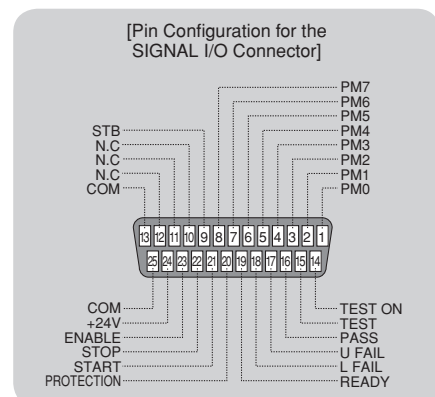 [Pin Configuration for the
SIGNAL I/O Connector]
PM7
PM6
PM5
PM4
PM3
PM2
PM1
PM0
STB
N.C
N.C
N.C
COM
13 12 11 10 9 8 7 6 5 4 3 2 1
25 24 23 22 21 20 19 18 17 16 15 14
COM
+24V
ENABLE
STOP
START
PROTECTION
TEST ON
TEST
PASS
U FAIL
L FAIL
READY